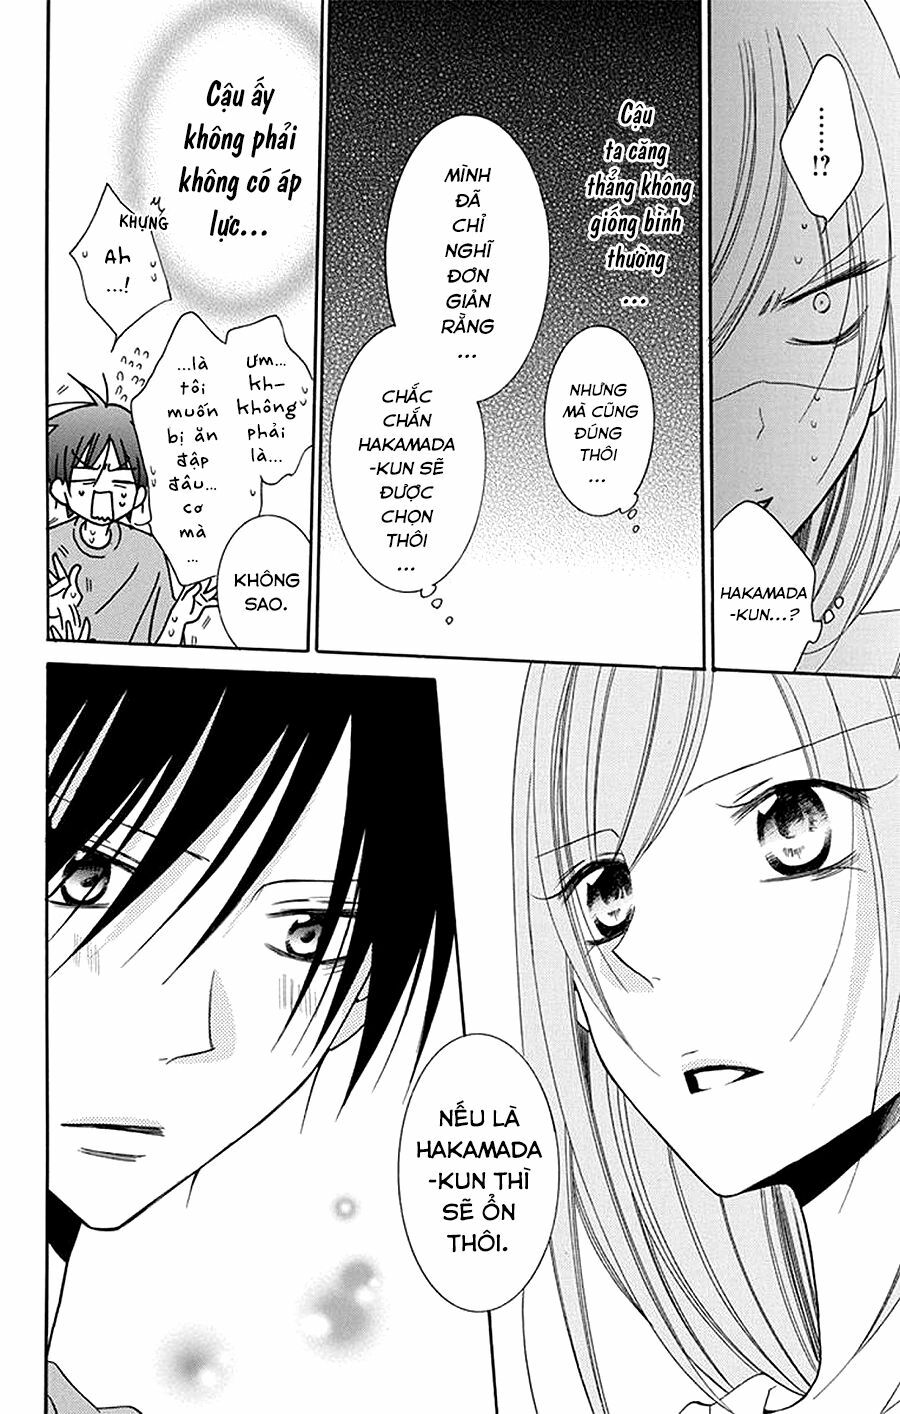 ......!?
HAKAMADA
-KUN...?
Cậu
ta căng
thẳng không
giống bình
thường
...
NHƯNG
MÀ CŨNG
ĐÚNG
THÔI
...
MÌNH
ĐÃ
CHỈ
NGHĨ
ĐƠN
GIẢN
RẰNG
...
CHẮC
CHẮN
HAKAMADA
-KUN SẼ
ĐƯỢC
CHỌN
THÔI
...
Cậu ấy
không phải
không có áp
lực...
KHỰNG
Ah
...!
Ưm...
kh-
không
phải
là...
...là
tôi
muốn
bị ăn
đập
đâu...
cơ
mà
...
KHÔNG
SAO.
NẾU LÀ
HAKAMADA
-KUN THÌ
SẼ ỔN
THÔI.